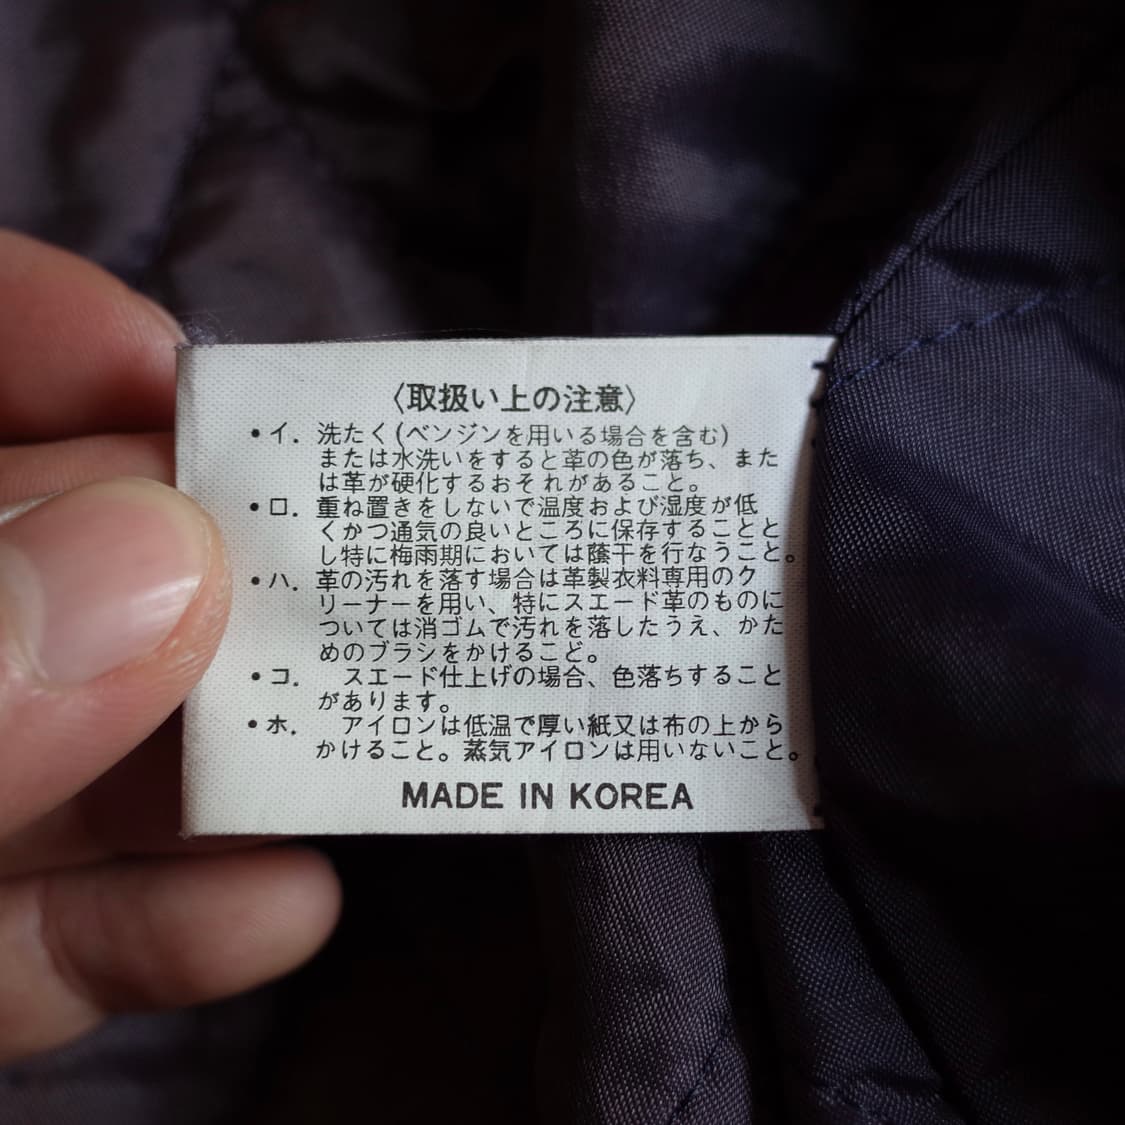 〈取扱い上の注意〉
•イ. 洗たく(ベンジンを用いる場合を含む)
または水洗いをすると革の色が落ち、また
は革が硬化するおそれがあること。
•ロ. 重ね置きをしないで温度および湿度が低
くかつ通気の良いところに保存することと
し特に梅雨期においては蔭干を行なうこと。
•ハ. 革の汚れを落す場合は革製衣料専用のク
リーナーを用い、特にスエード革のものに
ついては消ゴムで汚れを落したうえ、かた
めのブラシをかけるこど。
•コ. スエード仕上げの場合、色落ちすること
があります。
•ホ. アイロンは低温で厚い紙又は布の上から
かけること。蒸気アイロンは用いないこと。
MADE IN KOREA